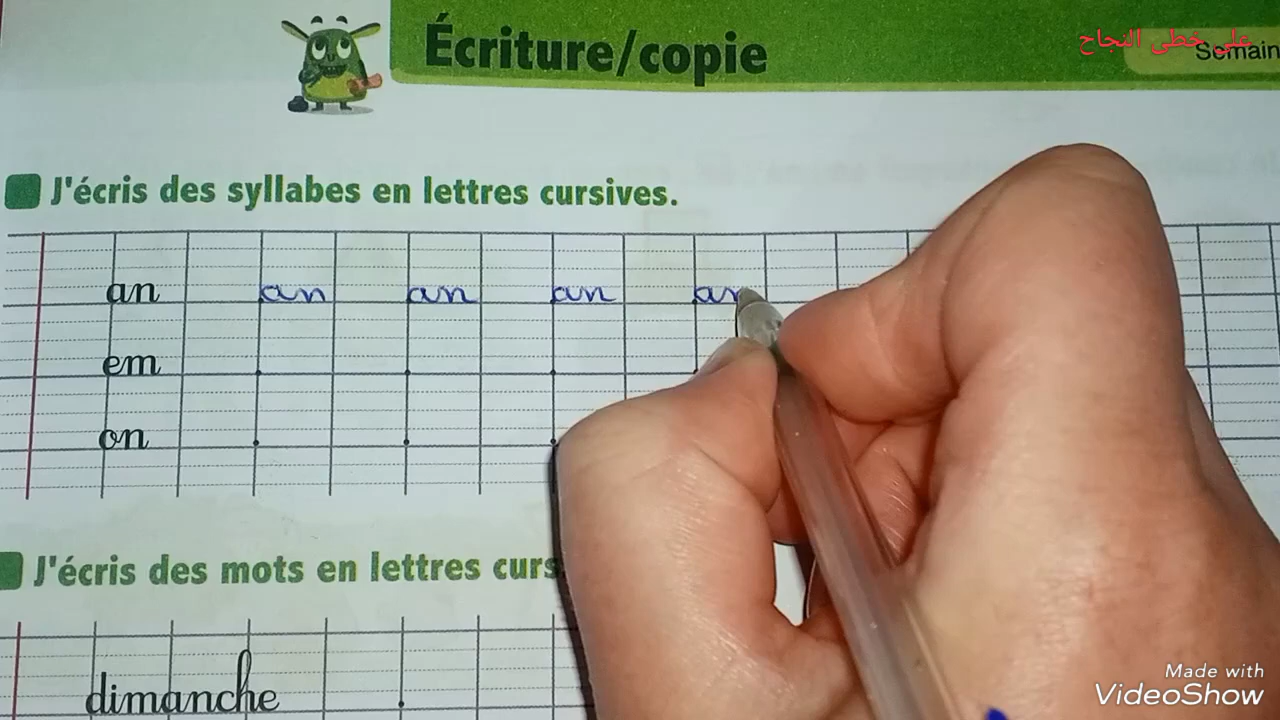 Écriture/copie
على خطى النجاح
Semain
J'écris des syllabes en lettres cursives.
an an an an an
em
on
J'écris des mots en lettres curs
dimanche
Made with
VideoShow